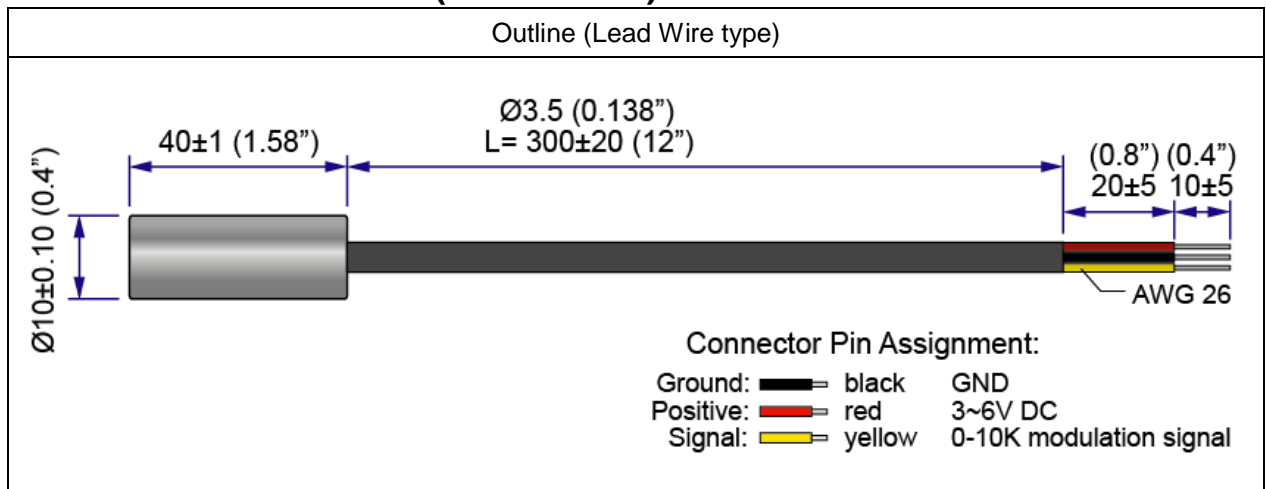 Outline (Lead Wire type)
Ø3.5 (0.138”)
40±1 (1.58”)
L= 300±20 (12”)
(0.8”) (0.4”)
20±5 10±5
Ø10±0.10 (0.4”)
AWG 26
Connector Pin Assignment:
Ground: black GND
Positive: red 3~6V DC
Signal: yellow 0-10K modulation signal